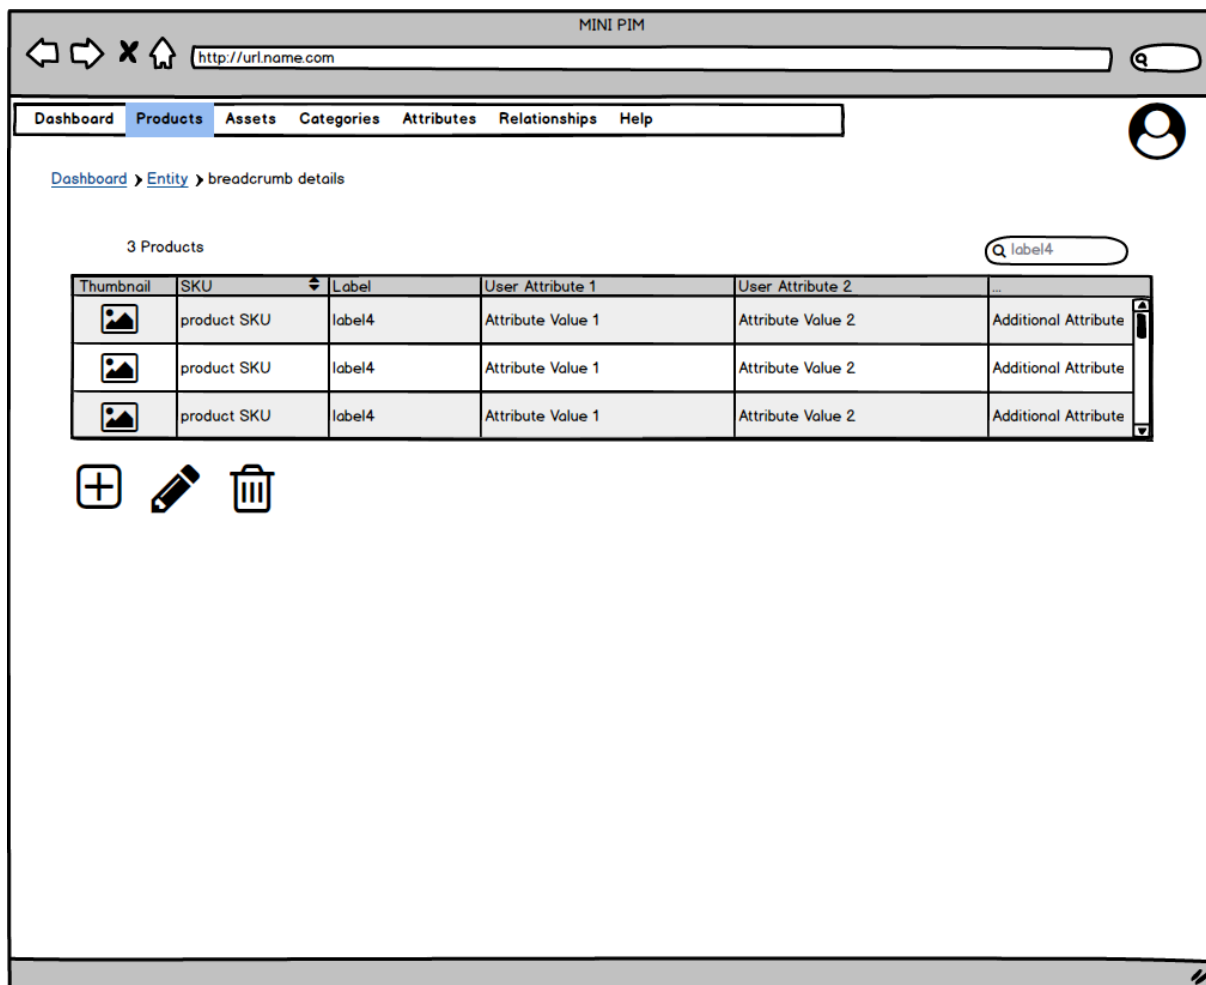 MINI PIM
http://url.name.com
Dashboard Products Assets Categories Attributes Relationships Help
Dashboard Entity breadcrumb details
3 Products
label4
Thumbnail SKU Label User Attribute 1 User Attribute 2 ...
product SKU label4 Attribute Value 1 Attribute Value 2 Additional Attribute
product SKU label4 Attribute Value 1 Attribute Value 2 Additional Attribute
product SKU label4 Attribute Value 1 Attribute Value 2 Additional Attribute